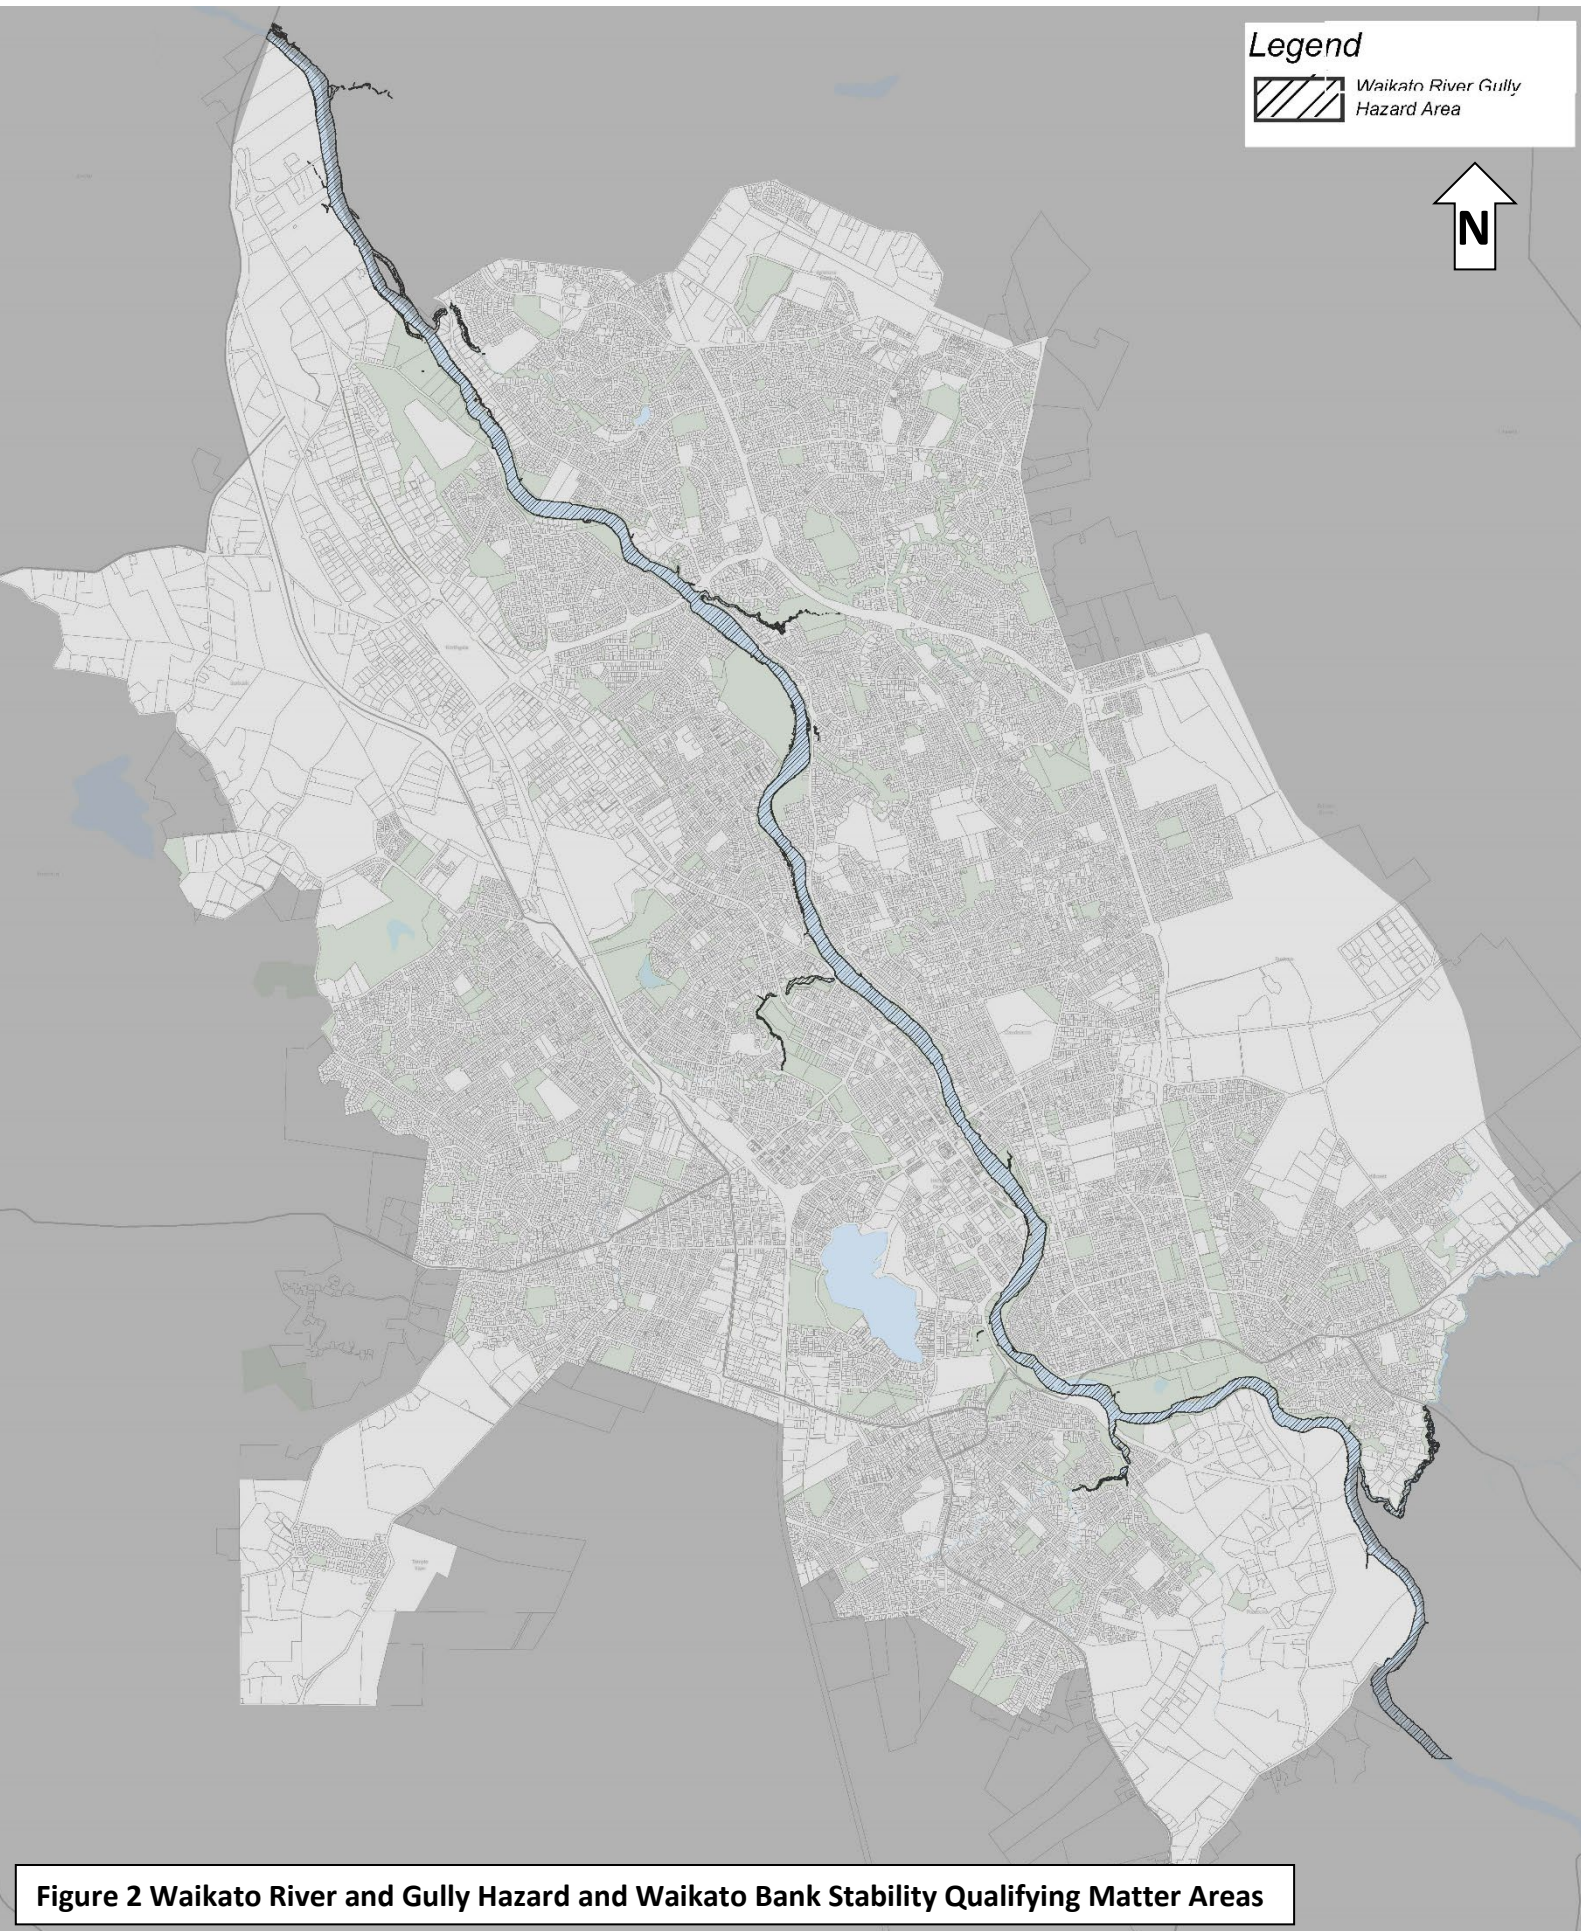 Legend
Waikato River Gully
Hazard Area
N
Figure 2 Waikato River and Gully Hazard and Waikato Bank Stability Qualifying Matter Areas